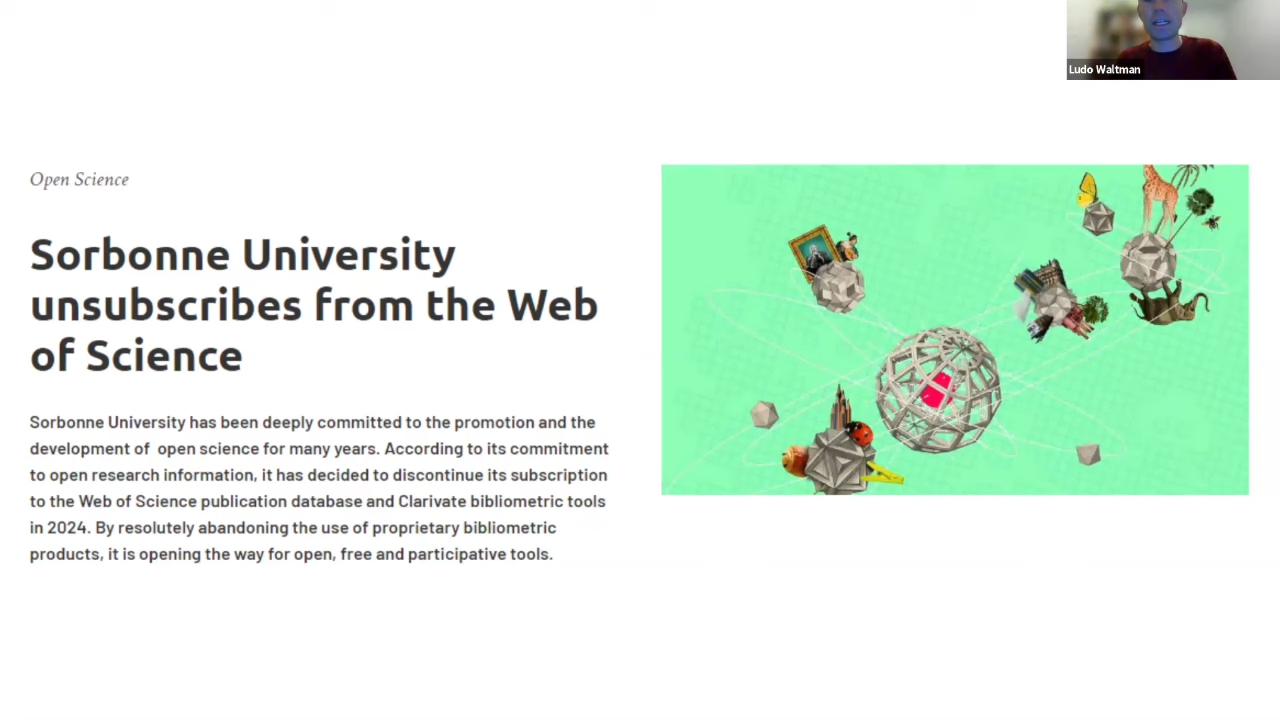 Ludo Waltman
Open Science
Sorbonne University
unsubscribes from the Web
of Science
Sorbonne University has been deeply committed to the promotion and the
development of  open science for many years. According to its commitment
to open research information, it has decided to discontinue its subscription
to the Web of Science publication database and Clarivate bibliometric tools
in 2024. By resolutely abandoning the use of proprietary bibliometric
products, it is opening the way for open, free and participative tools.